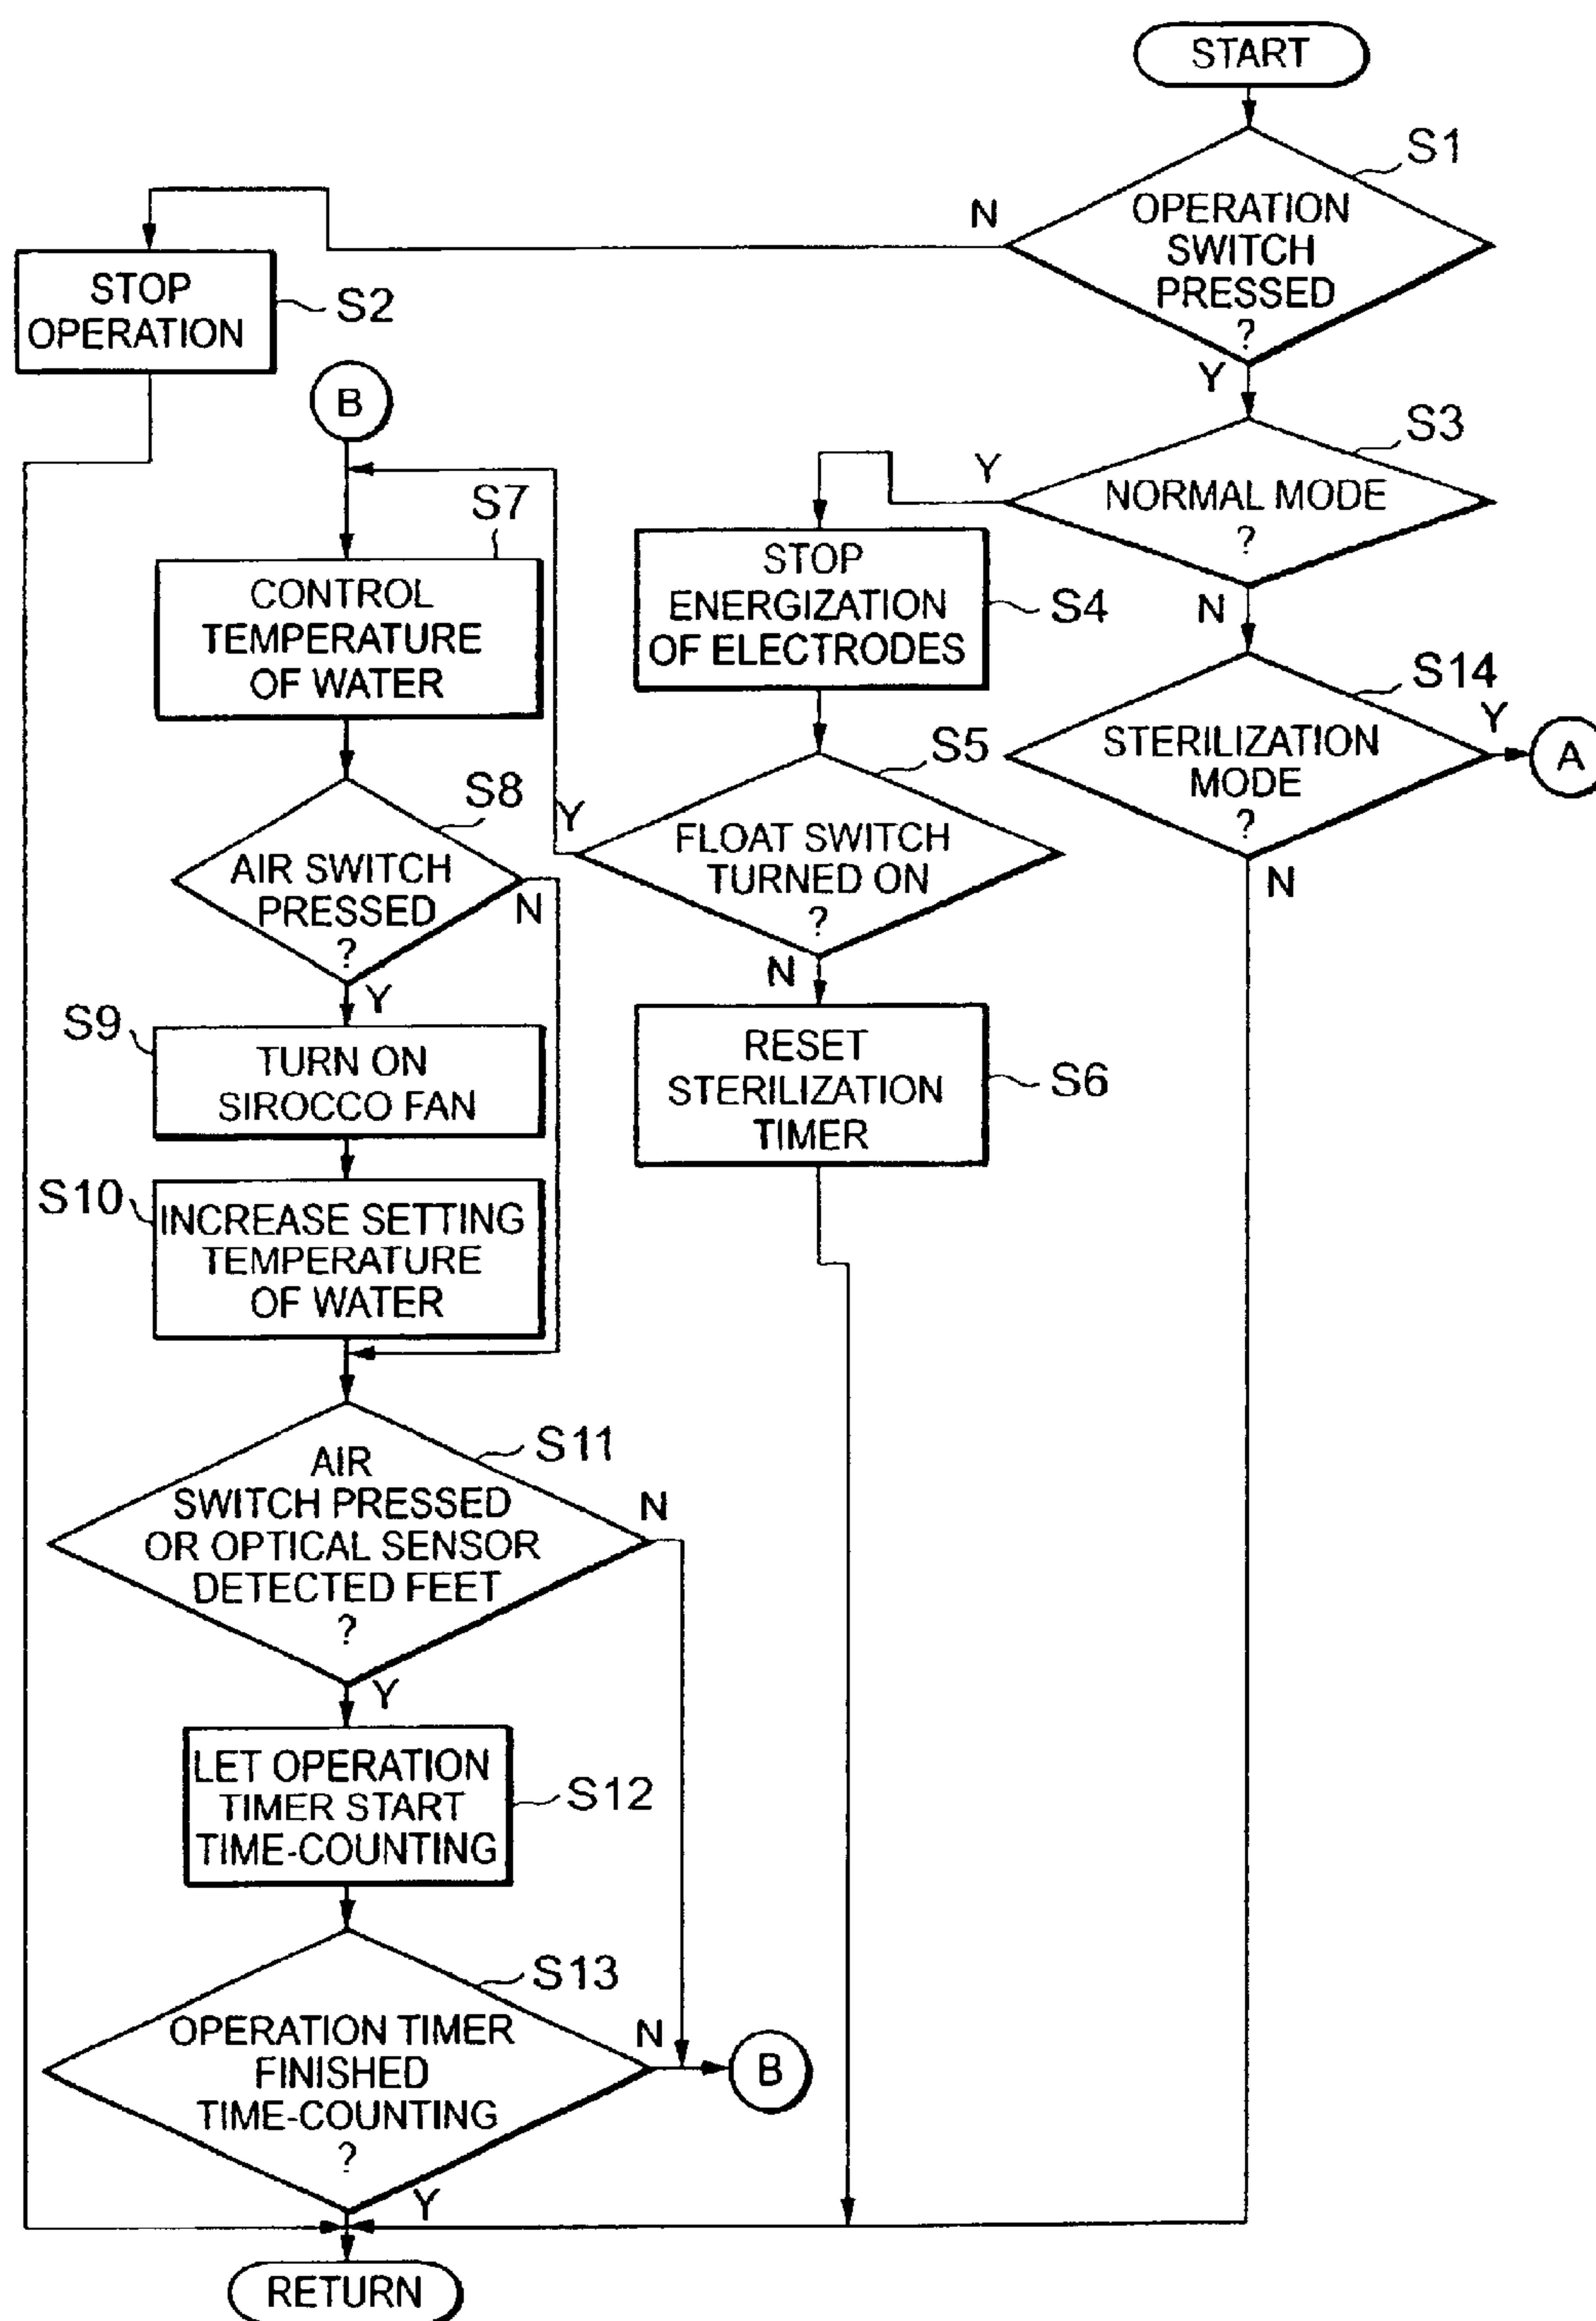 START
S1
OPERATION
SWITCH
PRESSED
?
N
Y
STOP
OPERATION
S2
S3
NORMAL MODE
?
Y
N
STOP
ENERGIZATION
OF ELECTRODES
S4
S5
FLOAT SWITCH
TURNED ON
?
Y
N
RESET
STERILIZATION
TIMER
S6
B
S7
CONTROL
TEMPERATURE
OF WATER
S8
AIR SWITCH
PRESSED
?
N
Y
S9
TURN ON
SIROCCO FAN
S10
INCREASE SETTING
TEMPERATURE
OF WATER
S11
AIR
SWITCH PRESSED
OR OPTICAL SENSOR
DETECTED FEET
?
N
Y
LET OPERATION
TIMER START
TIME-COUNTING
S12
S13
OPERATION TIMER
FINISHED
TIME-COUNTING
?
N
B
Y
S14
STERILIZATION
MODE
?
Y
A
N
RETURN